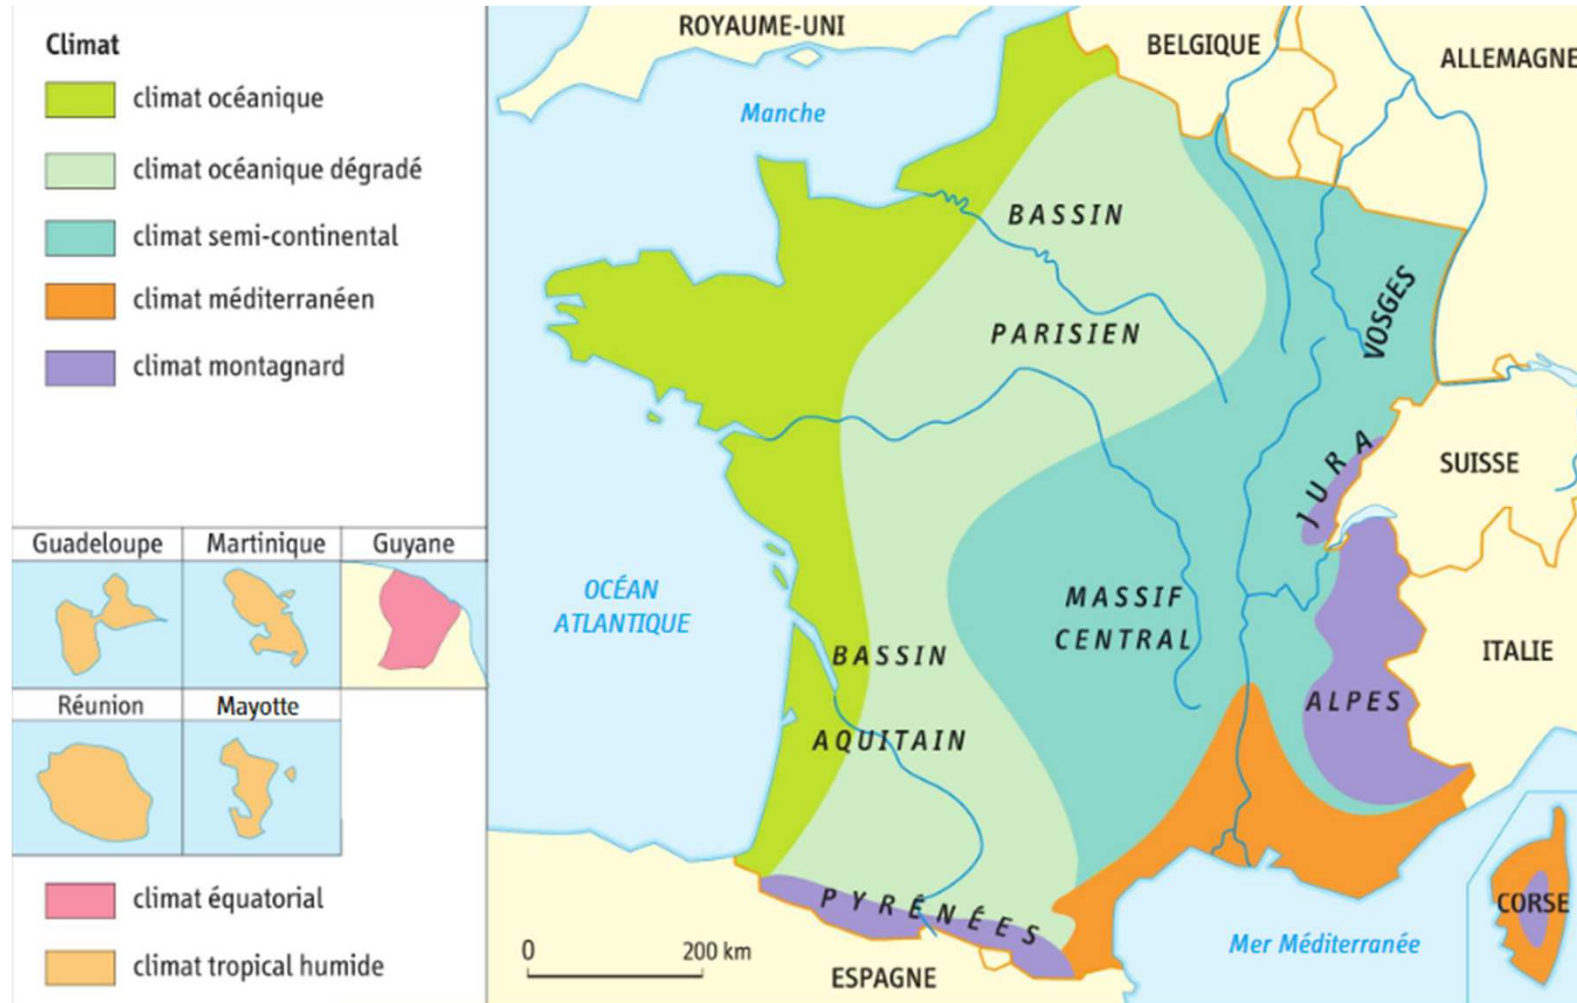 Climat
climat océanique
climat océanique dégradé
climat semi-continental
climat méditerranéen
climat montagnard
Guadeloupe
Martinique
Guyane
Réunion
Mayotte
climat équatorial
climat tropical humide
ROYAUME-UNI
BELGIQUE
ALLEMAGNE
Manche
BASSIN
PARISIEN
VOSGES
JURA
SUISSE
OCÉAN
ATLANTIQUE
MASSIF
CENTRAL
BASSIN
AQUITAIN
ALPES
ITALIE
PYRÉNÉES
CORSE
0 200 km
Mer Méditerranée
ESPAGNE